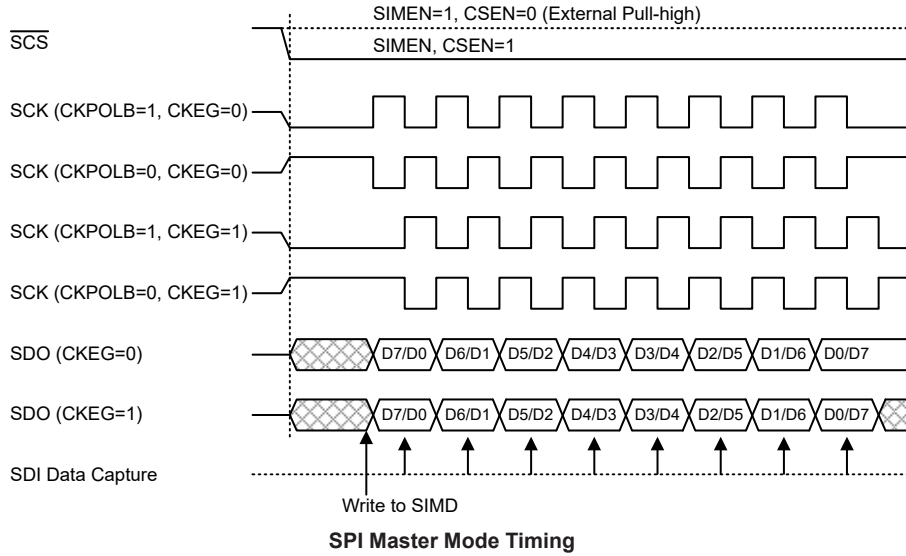 SIMEN=1, CSEN=0 (External Pull-high)
SCS
SIMEN, CSEN=1
SCK (CKPOLB=1, CKEG=0)
SCK (CKPOLB=0, CKEG=0)
SCK (CKPOLB=1, CKEG=1)
SCK (CKPOLB=0, CKEG=1)
SDO (CKEG=0) D7/D0 D6/D1 D5/D2 D4/D3 D3/D4 D2/D5 D1/D6 D0/D7
SDO (CKEG=1) D7/D0 D6/D1 D5/D2 D4/D3 D3/D4 D2/D5 D1/D6 D0/D7
SDI Data Capture
Write to SIMD
SPI Master Mode Timing